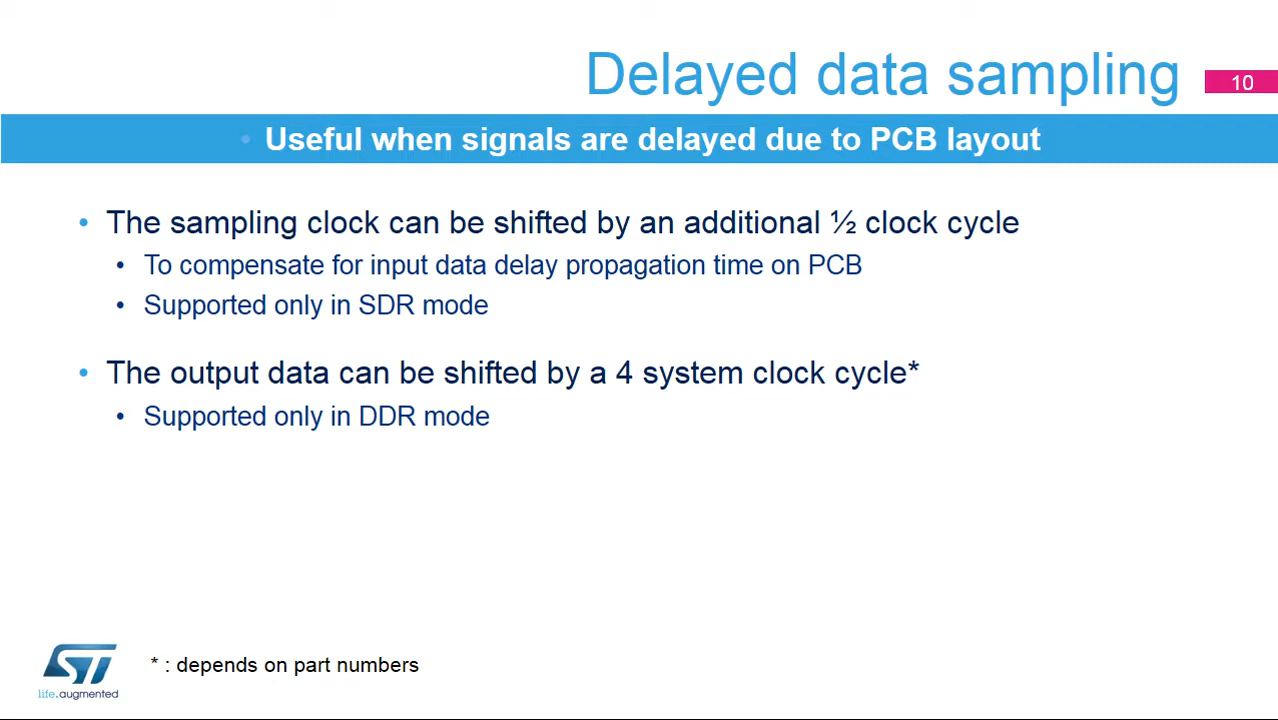 Delayed data sampling
10
• Useful when signals are delayed due to PCB layout
• The sampling clock can be shifted by an additional ½ clock cycle
• To compensate for input data delay propagation time on PCB
• Supported only in SDR mode
• The output data can be shifted by a 4 system clock cycle*
• Supported only in DDR mode
ST
life.augmented
* : depends on part numbers